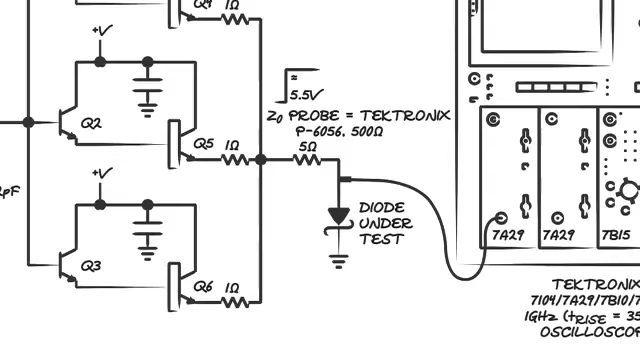 Q4 1Ω
+V
≈
5.5V
Q2
Z0 PROBE = TEKTRONIX
P-6056, 500Ω
Q5 1Ω
5Ω
+V
pF
DIODE
UNDER
TEST
7A29 7A29 7B15
Q3
Q6 1Ω
TEKTRONIX
7104/7A29/7B10/7
1GHz (tRISE = 35
OSCILLOSCOP